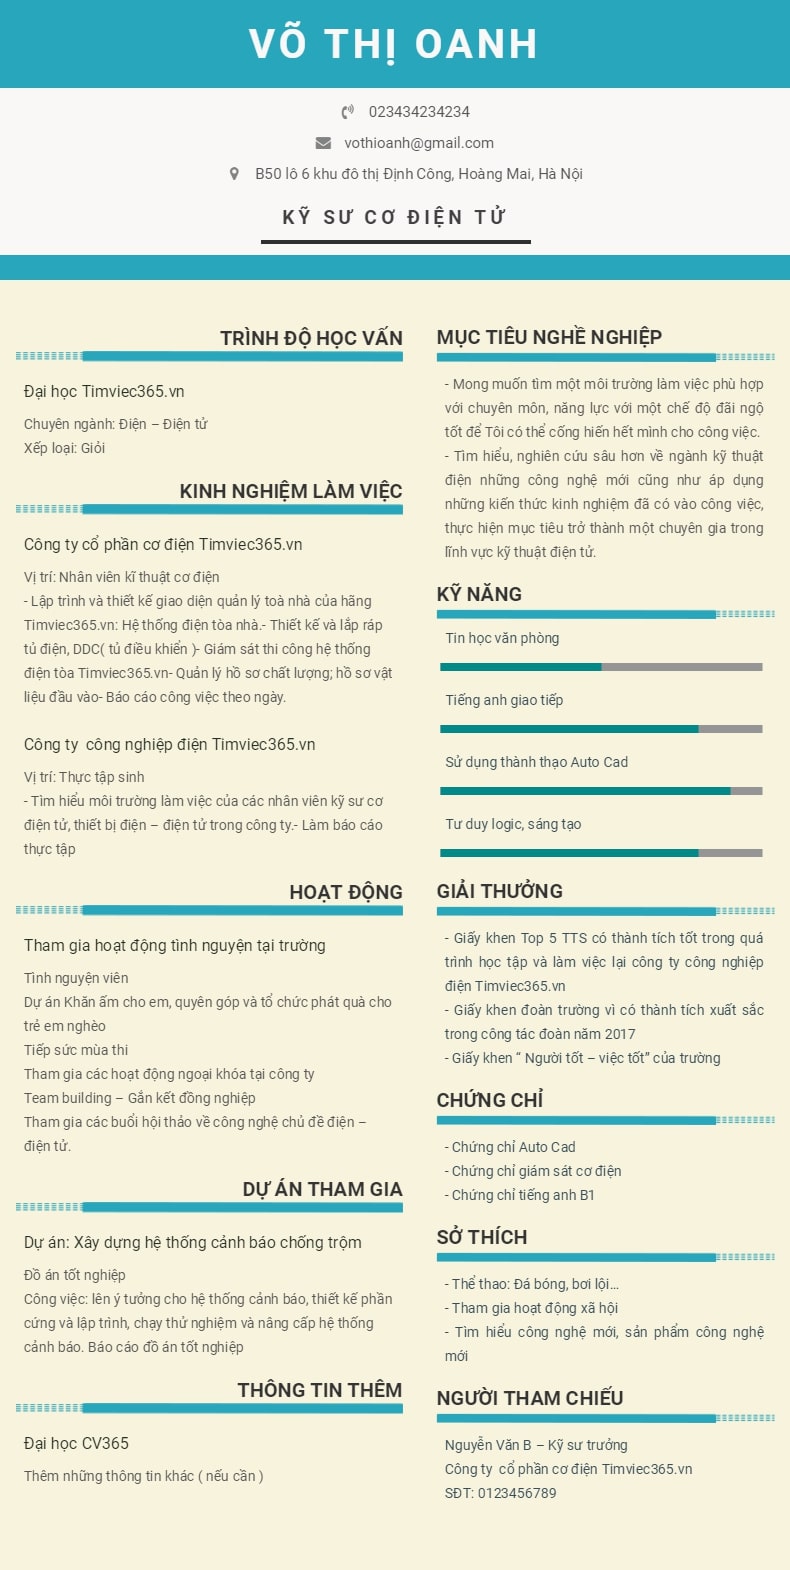 VÕ THỊ OANH
023434234234
vothioanh@gmail.com
B50 lô 6 khu đô thị Định Công, Hoàng Mai, Hà Nội
KỸ SƯ CƠ ĐIỆN TỬ
TRÌNH ĐỘ HỌC VẤN
Đại học Timviec365.vn
Chuyên ngành: Điện – Điện tử
Xếp loại: Giỏi
KINH NGHIỆM LÀM VIỆC
Công ty cổ phần cơ điện Timviec365.vn
Vị trí: Nhân viên kĩ thuật cơ điện
- Lập trình và thiết kế giao diện quản lý toà nhà của hãng
Timviec365.vn: Hệ thống điện tòa nhà.- Thiết kế và lắp ráp
tủ điện, DDC( tủ điều khiển )- Giám sát thi công hệ thống
điện tòa Timviec365.vn- Quản lý hồ sơ chất lượng; hồ sơ vật
liệu đầu vào- Báo cáo công việc theo ngày.
Công ty  công nghiệp điện Timviec365.vn
Vị trí: Thực tập sinh
- Tìm hiểu môi trường làm việc của các nhân viên kỹ sư cơ
điện tử, thiết bị điện – điện tử trong công ty.- Làm báo cáo
thực tập
HOẠT ĐỘNG
Tham gia hoạt động tình nguyện tại trường
Tình nguyện viên
Dự án Khăn ấm cho em, quyên góp và tổ chức phát quà cho
trẻ em nghèo
Tiếp sức mùa thi
Tham gia các hoạt động ngoại khóa tại công ty
Team building – Gắn kết đồng nghiệp
Tham gia các buổi hội thảo về công nghệ chủ đề điện –
điện tử.
DỰ ÁN THAM GIA
Dự án: Xây dựng hệ thống cảnh báo chống trộm
Đồ án tốt nghiệp
Công việc: lên ý tưởng cho hệ thống cảnh báo, thiết kế phần
cứng và lập trình, chạy thử nghiệm và nâng cấp hệ thống
cảnh báo. Báo cáo đồ án tốt nghiệp
THÔNG TIN THÊM
Đại học CV365
Thêm những thông tin khác ( nếu cần )
MỤC TIÊU NGHỀ NGHIỆP
- Mong muốn tìm một môi trường làm việc phù hợp
với chuyên môn, năng lực với một chế độ đãi ngộ
tốt để Tôi có thể cống hiến hết mình cho công việc.
- Tìm hiểu, nghiên cứu sâu hơn về ngành kỹ thuật
điện những công nghệ mới cũng như áp dụng
những kiến thức kinh nghiệm đã có vào công việc,
thực hiện mục tiêu trở thành một chuyên gia trong
lĩnh vực kỹ thuật điện tử.
KỸ NĂNG
Tin học văn phòng
Tiếng anh giao tiếp
Sử dụng thành thạo Auto Cad
Tư duy logic, sáng tạo
GIẢI THƯỞNG
- Giấy khen Top 5 TTS có thành tích tốt trong quá
trình học tập và làm việc lại công ty công nghiệp
điện Timviec365.vn
- Giấy khen đoàn trường vì có thành tích xuất sắc
trong công tác đoàn năm 2017
- Giấy khen “ Người tốt – việc tốt” của trường
CHỨNG CHỈ
- Chứng chỉ Auto Cad
- Chứng chỉ giám sát cơ điện
- Chứng chỉ tiếng anh B1
SỞ THÍCH
- Thể thao: Đá bóng, bơi lội…
- Tham gia hoạt động xã hội
- Tìm hiểu công nghệ mới, sản phẩm công nghệ
mới
NGƯỜI THAM CHIẾU
Nguyễn Văn B – Kỹ sư trưởng
Công ty  cổ phần cơ điện Timviec365.vn
SĐT: 0123456789